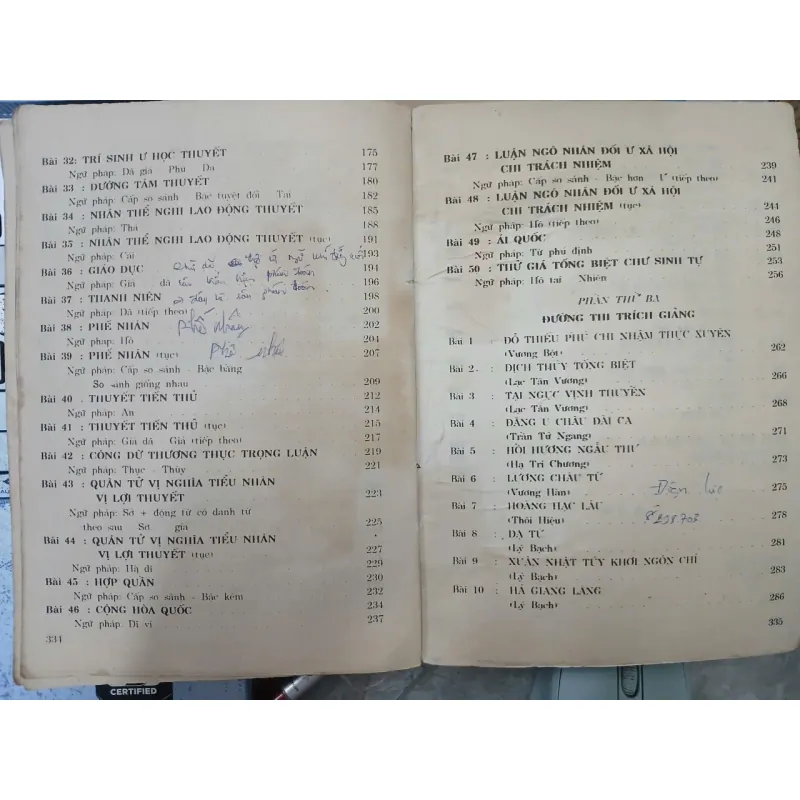 Bài 32: TRÍ SINH Ư HỌC THUYẾT 175
Ngữ pháp: Dã giả Phù Da 177
Bài 33 : DƯỠNG TÂM THUYẾT 180
Ngữ pháp: Cấp so sánh Bậc tuyệt đối Tai 182
Bài 34 : NHÂN THỂ NGHI LAO ĐỘNG THUYẾT 185
Ngữ pháp: Thả 188
Bài 35 : NHÂN THỂ NGHI LAO ĐỘNG THUYẾT (tục) 191
Ngữ pháp: Cái 193
Bài 36 : GIÁO DỤC 194
Ngữ pháp: Giả dã 196
Bài 37 : THANH NIÊN 198
Ngữ pháp: Dã (tiếp theo) 200
Bài 38 : PHẾ NHÂN 202
Ngữ pháp: Hồ 204
Bài 39 : PHẾ NHÂN (tục) 207
Ngữ pháp: Cấp so sánh - Bậc bằng
So sánh giống nhau 209
Bài 40 THUYẾT TIỀN THỦ 212
Ngữ pháp: An 214
Bài 41 : THUYẾT TIỀN THỦ (tục) 215
Ngữ pháp: Giả dã Giả (tiếp theo) 217
Bài 42 : CÔNG DỮ THƯƠNG THỤC TRỌNG LUẬN 219
Ngữ pháp: Thục - Thùy 221
Bài 43 : QUÂN TỬ VỊ NGHĨA TIỂU NHÂN
VỊ LỢI THUYẾT 223
Ngữ pháp: Sở + động từ có danh từ
theo sau Sở giả 225
Bài 44 : QUÂN TỬ VỊ NGHĨA TIỂU NHÂN
VỊ LỢI THUYẾT (tục) 227
Ngữ pháp: Hà dĩ 229
Bài 45 : HỢP QUẦN 230
Ngữ pháp: Cấp so sánh - Bậc kém 232
Bài 46 : CỘNG HÒA QUỐC 234
Ngữ pháp: Dĩ vi 237
334
Bài 47 : LUẬN NGÔ NHÂN ĐỐI Ư XÃ HỘI
CHI TRÁCH NHIỆM 239
Ngữ pháp: Cấp so sánh - Bậc hơn Ư (tiếp theo) 241
Bài 48 : LUẬN NGÔ NHÂN ĐỐI Ư XÃ HỘI
CHI TRÁCH NHIỆM (tục) 244
Ngữ pháp: Hồ (tiếp theo) 246
Bài 49 : ÁI QUỐC 248
Ngữ pháp: Từ phủ định 251
Bài 50 : THỬ GIẢ TỔNG BIỆT CHƯ SINH TỰ 253
Ngữ pháp: Hồ tai Nhiên 256
PHẦN THỨ BA
ĐƯỜNG THI TRÍCH GIẢNG
Bài 1 : ĐỖ THIẾU PHỦ CHI NHẬM THỤC XUYÊN
(Vương Bột) 262
Bài 2 : DỊCH THỦY TỐNG BIỆT
(Lạc Tân Vương) 266
Bài 3 : TẠI NGỤC VỊNH THUYỀN
(Lạc Tân Vương) 268
Bài 4 : ĐĂNG U CHÂU ĐÀI CA
(Trần Tử Ngang) 271
Bài 5 : HỒI HƯƠNG NGẪU THƯ
(Hạ Tri Chương) 273
Bài 6 : LƯƠNG CHÂU TỪ
(Vương Hàn) 275
Điện lực
Bài 7 : HOÀNG HẠC LÂU
(Thôi Hiệu) 278
Bài 8 : DẠ TỨ
(Lý Bạch) 281
Bài 9 : XUÂN NHẬT TÚY KHỞI NGÔN CHÍ
(Lý Bạch) 283
Bài 10 : HÁ GIANG LĂNG
(Lý Bạch) 286
335
CERTIFIED